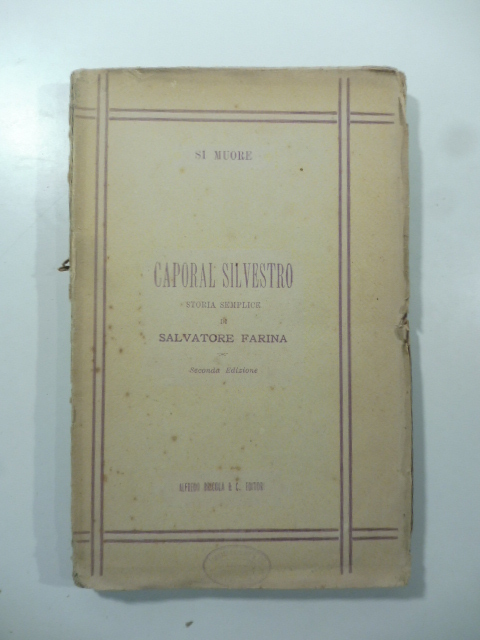 SI MUORE
CAPORAL SILVESTRO
STORIA SEMPLICE
DI
SALVATORE FARINA
Seconda Edizione
ALFREDO BRIGOLA & C., EDITORI